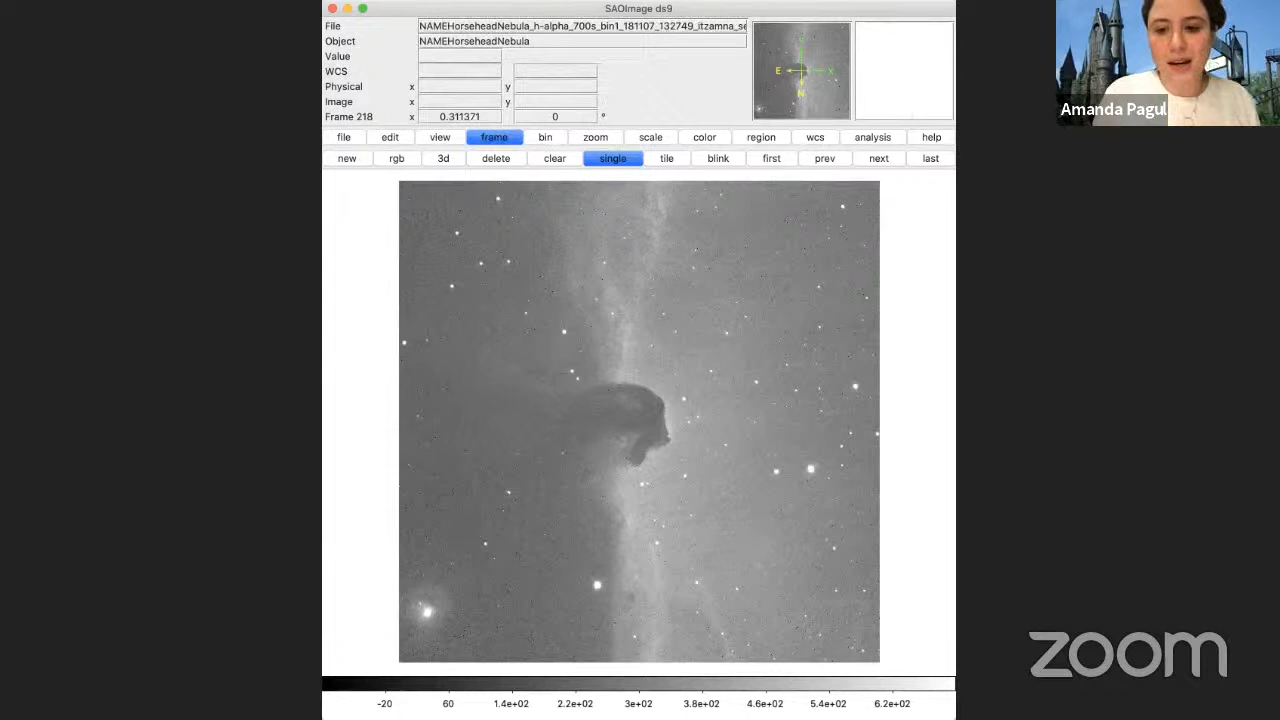 SAOImage ds9
File NAMEHorseheadNebula_h-alpha_700s_bin1_181107_132749_itzamna_se
Object NAMEHorseheadNebula
Value
WCS
Physical x y
Image x y
Frame 218 x 0.311371 0 °
E X
N
Amanda Pagul
file edit view frame bin zoom scale color region wcs analysis help
new rgb 3d delete clear single tile blink first prev next last
zoom
-20 60 1.4e+02 2.2e+02 3e+02 3.8e+02 4.6e+02 5.4e+02 6.2e+02